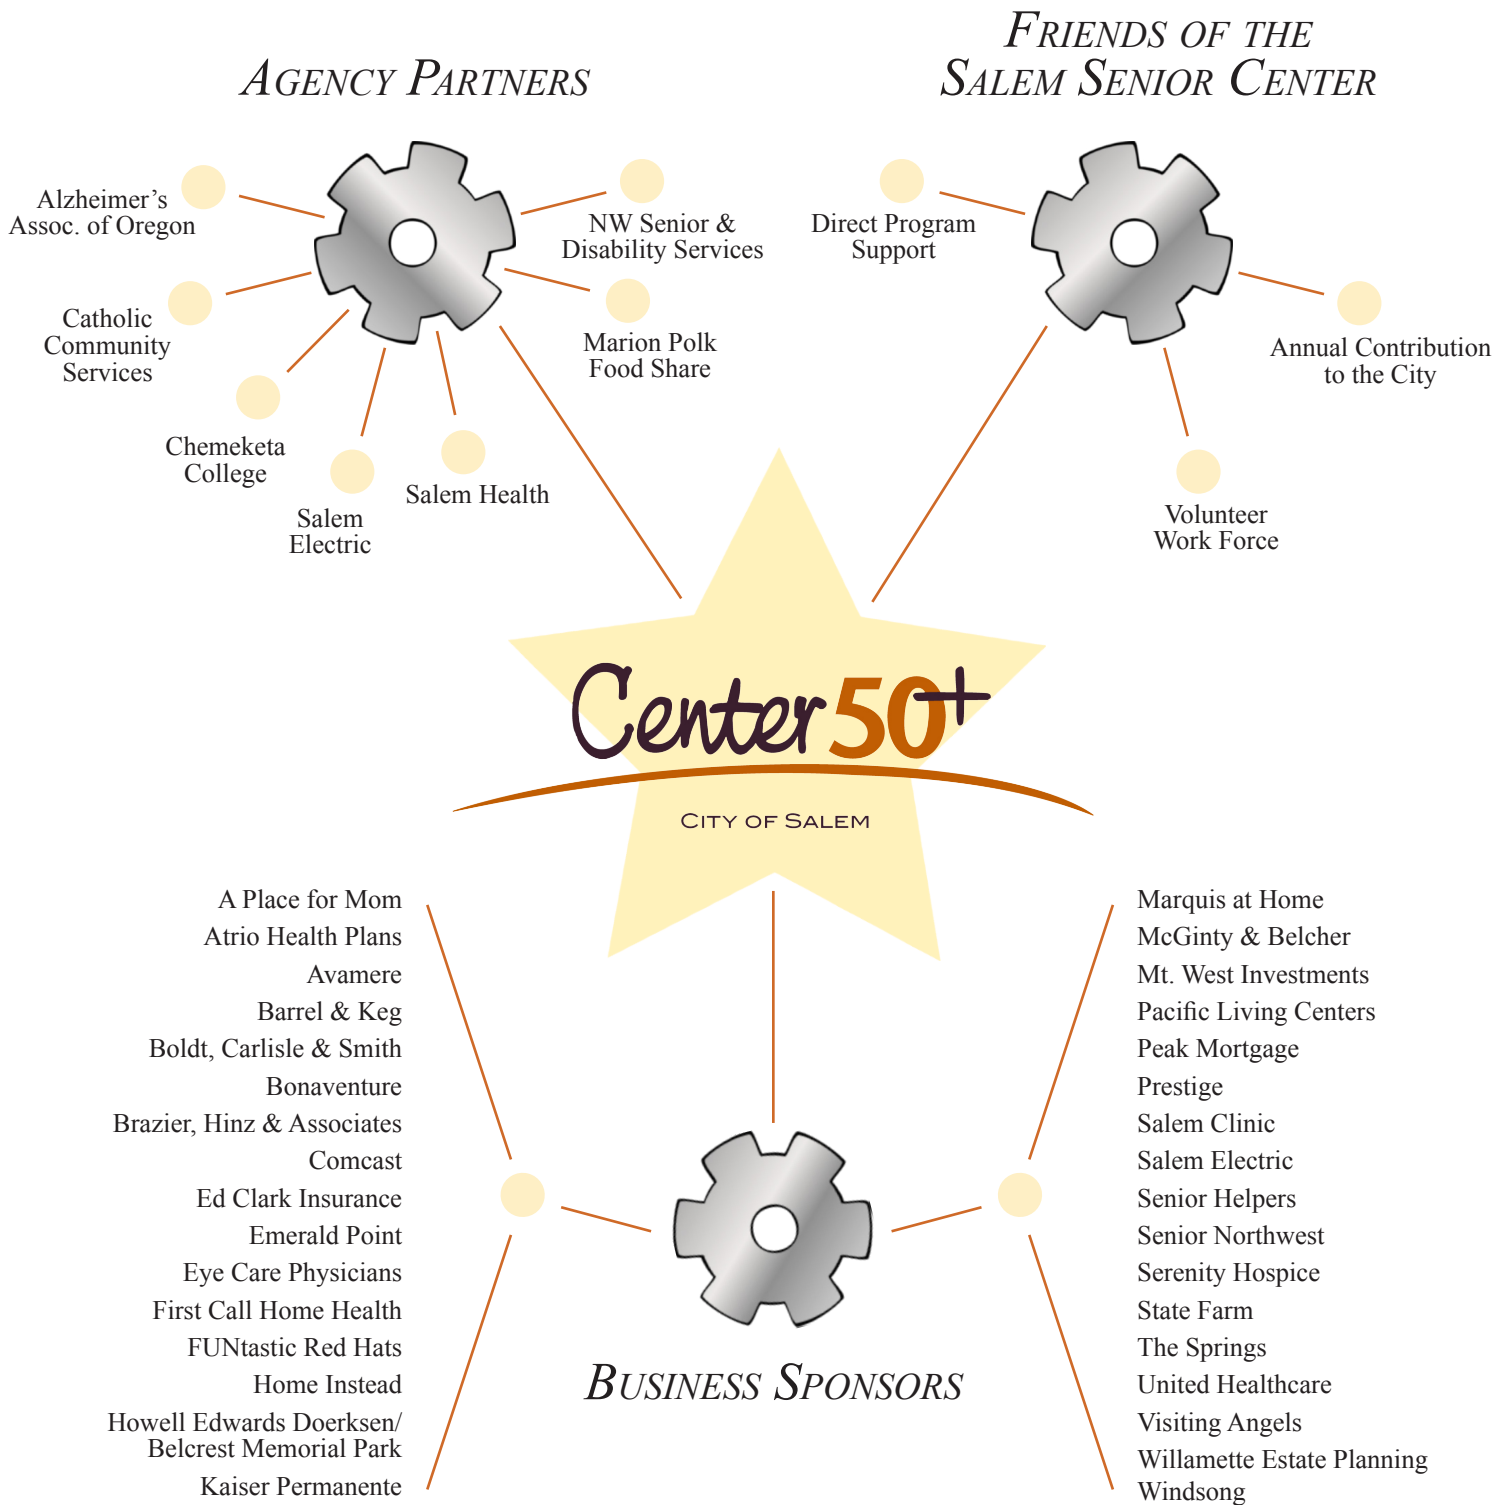 AGENCY PARTNERS
FRIENDS OF THE
SALEM SENIOR CENTER
Alzheimer’s
Assoc. of Oregon
Catholic
Community
Services
Chemeketa
College
Salem
Electric
Salem Health
Marion Polk
Food Share
NW Senior &
Disability Services
Direct Program
Support
Volunteer
Work Force
Annual Contribution
to the City
Center 50+
CITY OF SALEM
A Place for Mom
Atrio Health Plans
Avamere
Barrel & Keg
Boldt, Carlisle & Smith
Bonaventure
Brazier, Hinz & Associates
Comcast
Ed Clark Insurance
Emerald Point
Eye Care Physicians
First Call Home Health
FUNtastic Red Hats
Home Instead
Howell Edwards Doerksen/
Belcrest Memorial Park
Kaiser Permanente
BUSINESS SPONSORS
Marquis at Home
McGinty & Belcher
Mt. West Investments
Pacific Living Centers
Peak Mortgage
Prestige
Salem Clinic
Salem Electric
Senior Helpers
Senior Northwest
Serenity Hospice
State Farm
The Springs
United Healthcare
Visiting Angels
Willamette Estate Planning
Windsong